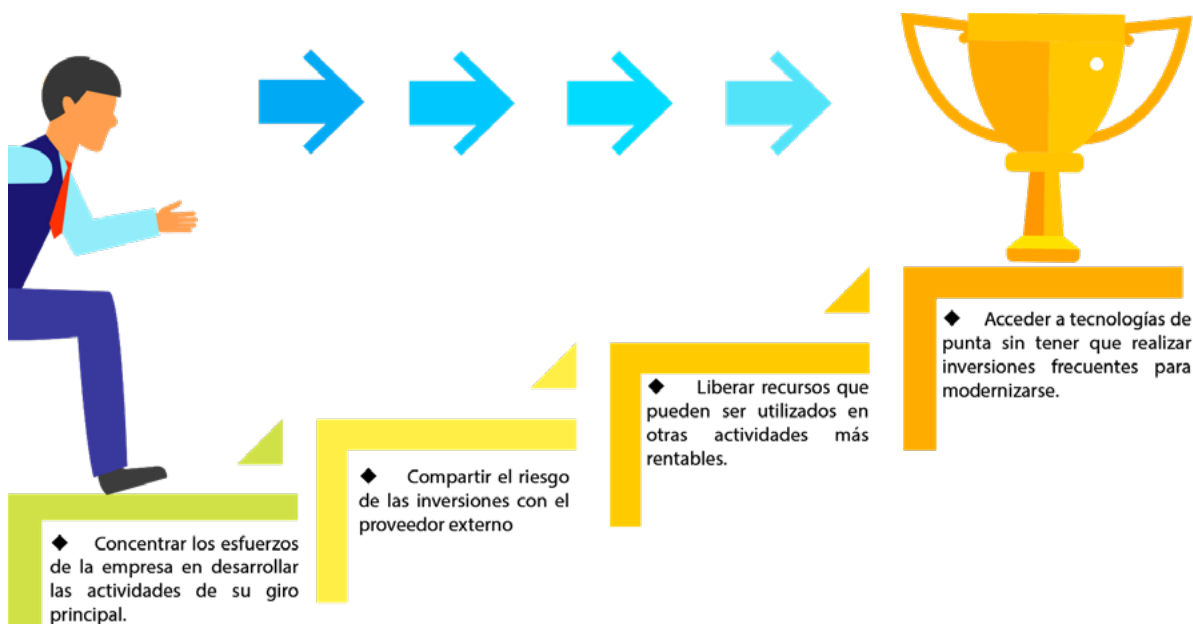 ◆ Concentrar los esfuerzos
de la empresa en desarrollar
las actividades de su giro
principal.
◆ Compartir el riesgo
de las inversiones con el
proveedor externo
◆ Liberar recursos que
pueden ser utilizados en
otras actividades más
rentables.
◆ Acceder a tecnologías de
punta sin tener que realizar
inversiones frecuentes para
modernizarse.